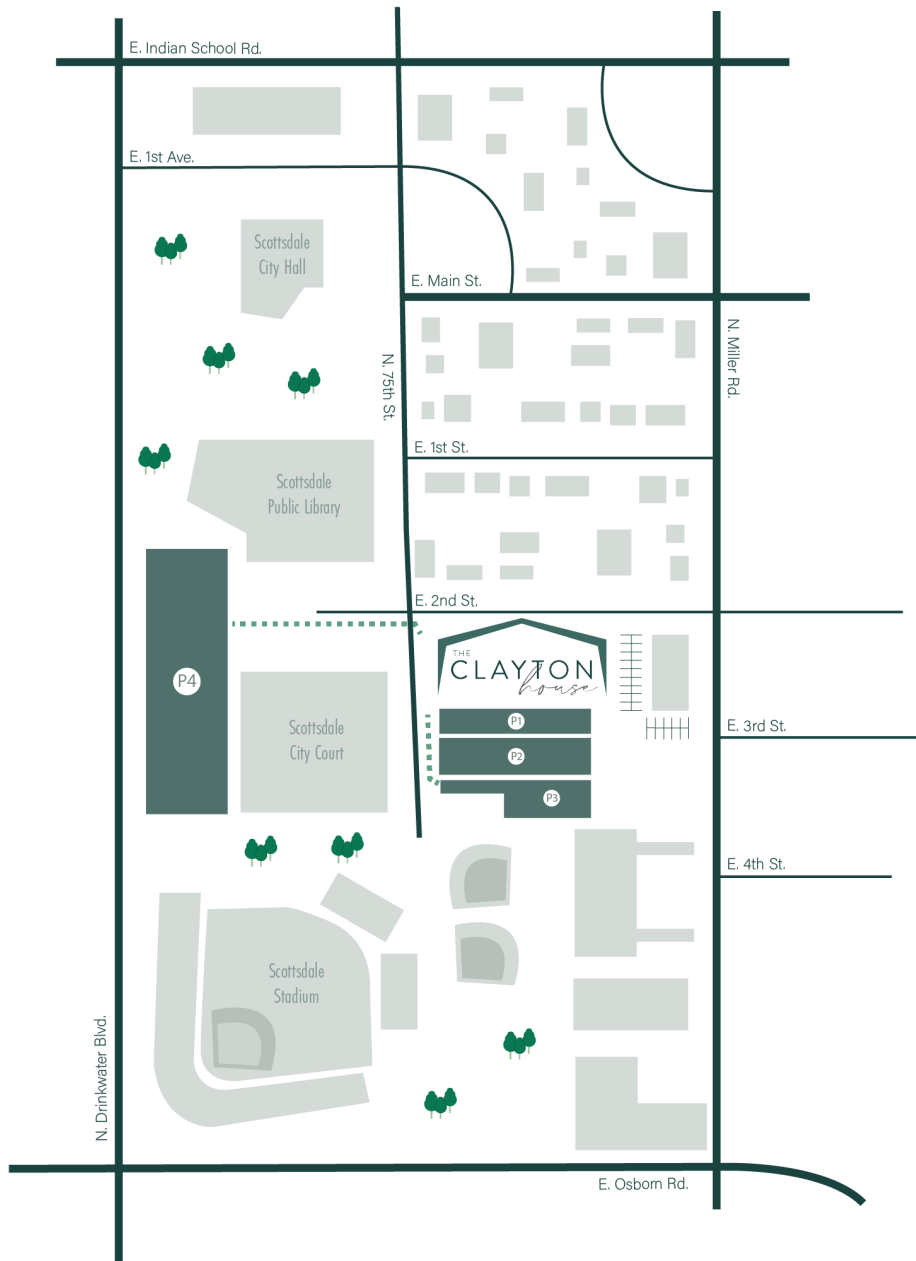 E. Indian School Rd.
E. 1st Ave.
Scottsdale
City Hall
E. Main St.
N. 75th St.
N. Miller Rd.
E. 1st St.
Scottsdale
Public Library
E. 2nd St.
THE
CLAYTON
house
P4
P1
P2
P3
Scottsdale
City Court
E. 3rd St.
E. 4th St.
Scottsdale
Stadium
N. Drinkwater Blvd.
E. Osborn Rd.